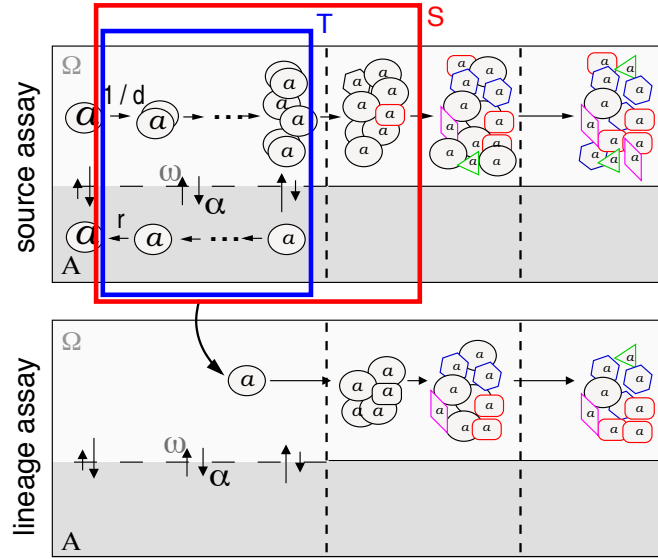 T S
source assay
Ω
1 / d
a a a a a a a a a a a a a a a a a a a a a a
ω
α
r
a a a
A
lineage assay
Ω
a a a a a a a a a a a a a a a a a
ω
α
A